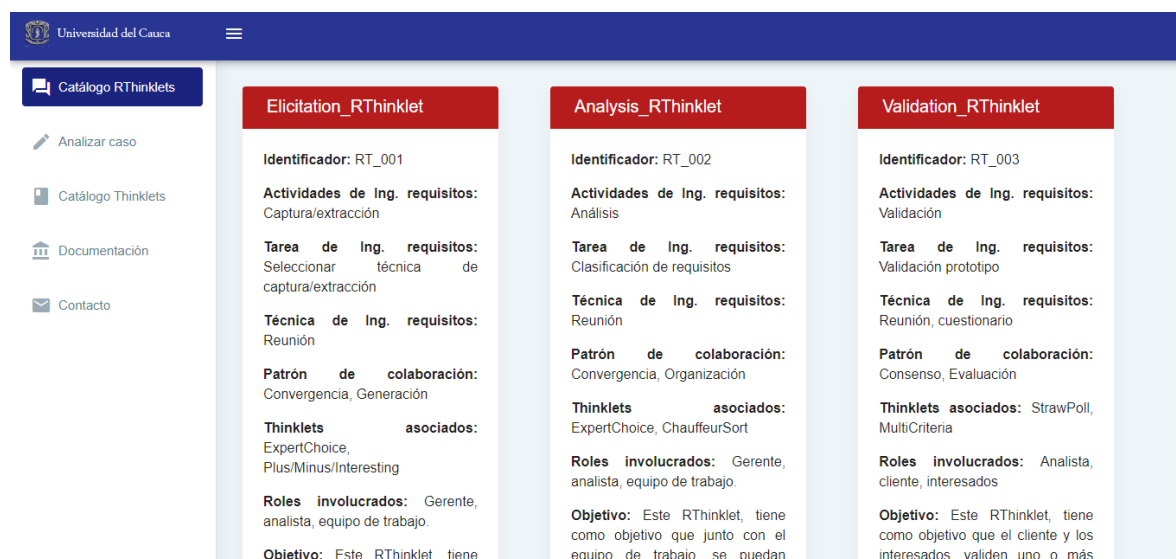 Universidad del Cauca
Catálogo RThinklets
Analizar caso
Catálogo Thinklets
Documentación
Contacto
Elicitation_RThinklet
Identificador: RT_001
Actividades de Ing. requisitos:
Captura/extracción
Tarea de Ing. requisitos:
Seleccionar técnica de
captura/extracción
Técnica de Ing. requisitos:
Reunión
Patrón de colaboración:
Convergencia, Generación
Thinklets asociados:
ExpertChoice,
Plus/Minus/Interesting
Roles involucrados: Gerente,
analista, equipo de trabajo.
Objetivo: Este RThinklet, tiene
Analysis_RThinklet
Identificador: RT_002
Actividades de Ing. requisitos:
Análisis
Tarea de Ing. requisitos:
Clasificación de requisitos
Técnica de Ing. requisitos:
Reunión
Patrón de colaboración:
Convergencia, Organización
Thinklets asociados:
ExpertChoice, ChauffeurSort
Roles involucrados: Gerente,
analista, equipo de trabajo.
Objetivo: Este RThinklet, tiene
como objetivo que junto con el
equipo de trabajo, se puedan
Validation_RThinklet
Identificador: RT_003
Actividades de Ing. requisitos:
Validación
Tarea de Ing. requisitos:
Validación prototipo
Técnica de Ing. requisitos:
Reunión, cuestionario
Patrón de colaboración:
Consenso, Evaluación
Thinklets asociados: StrawPoll,
MultiCriteria
Roles involucrados: Analista,
cliente, interesados
Objetivo: Este RThinklet, tiene
como objetivo que el cliente y los
interesados, validen uno o más